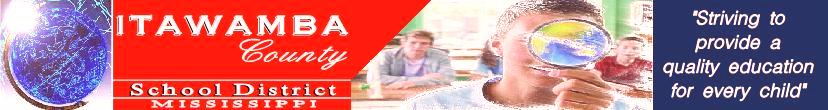 ITAWAMBA
County
School District
MISSISSIPPI
"Striving to
provide a
quality education
for every child"